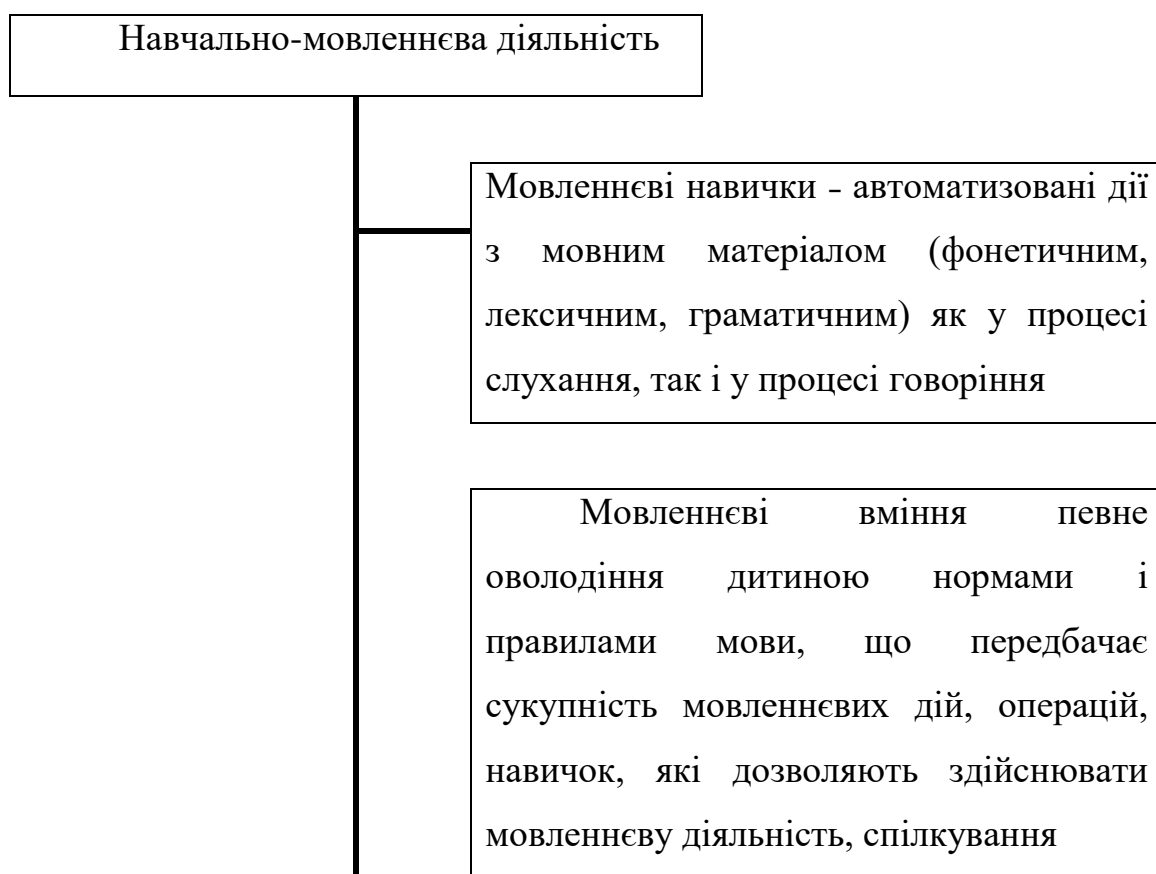 Навчально-мовленнєва діяльність
Мовленнєві навички - автоматизовані дії
з мовним матеріалом (фонетичним,
лексичним, граматичним) як у процесі
слухання, так і у процесі говоріння
Мовленнєві вміння певне
оволодіння дитиною нормами і
правилами мови, що передбачає
сукупність мовленнєвих дій, операцій,
навичок, які дозволяють здійснювати
мовленнєву діяльність, спілкування